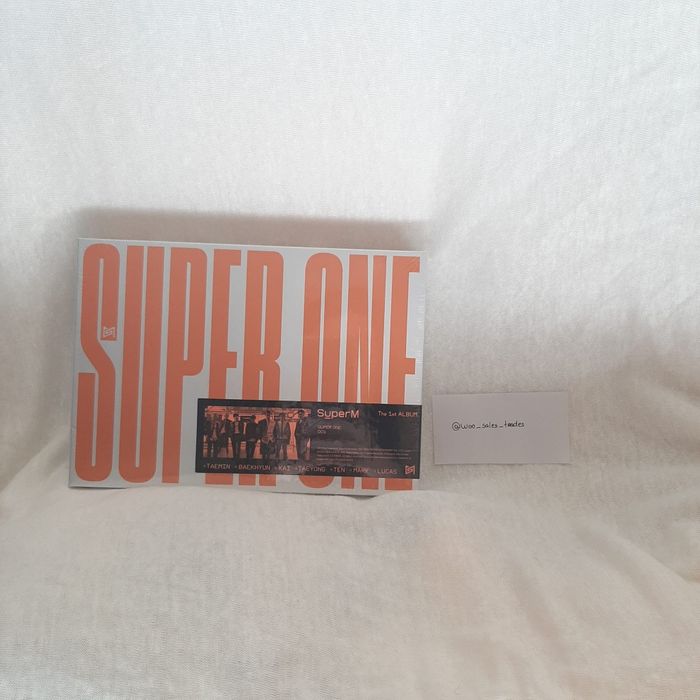 SUPER ONE
SuperM The 1st ALBUM
SUPER ONE
TAEMIN BAEKHYUN KAI TAEYONG TEN MARK LUCAS
@woo_sales_trades